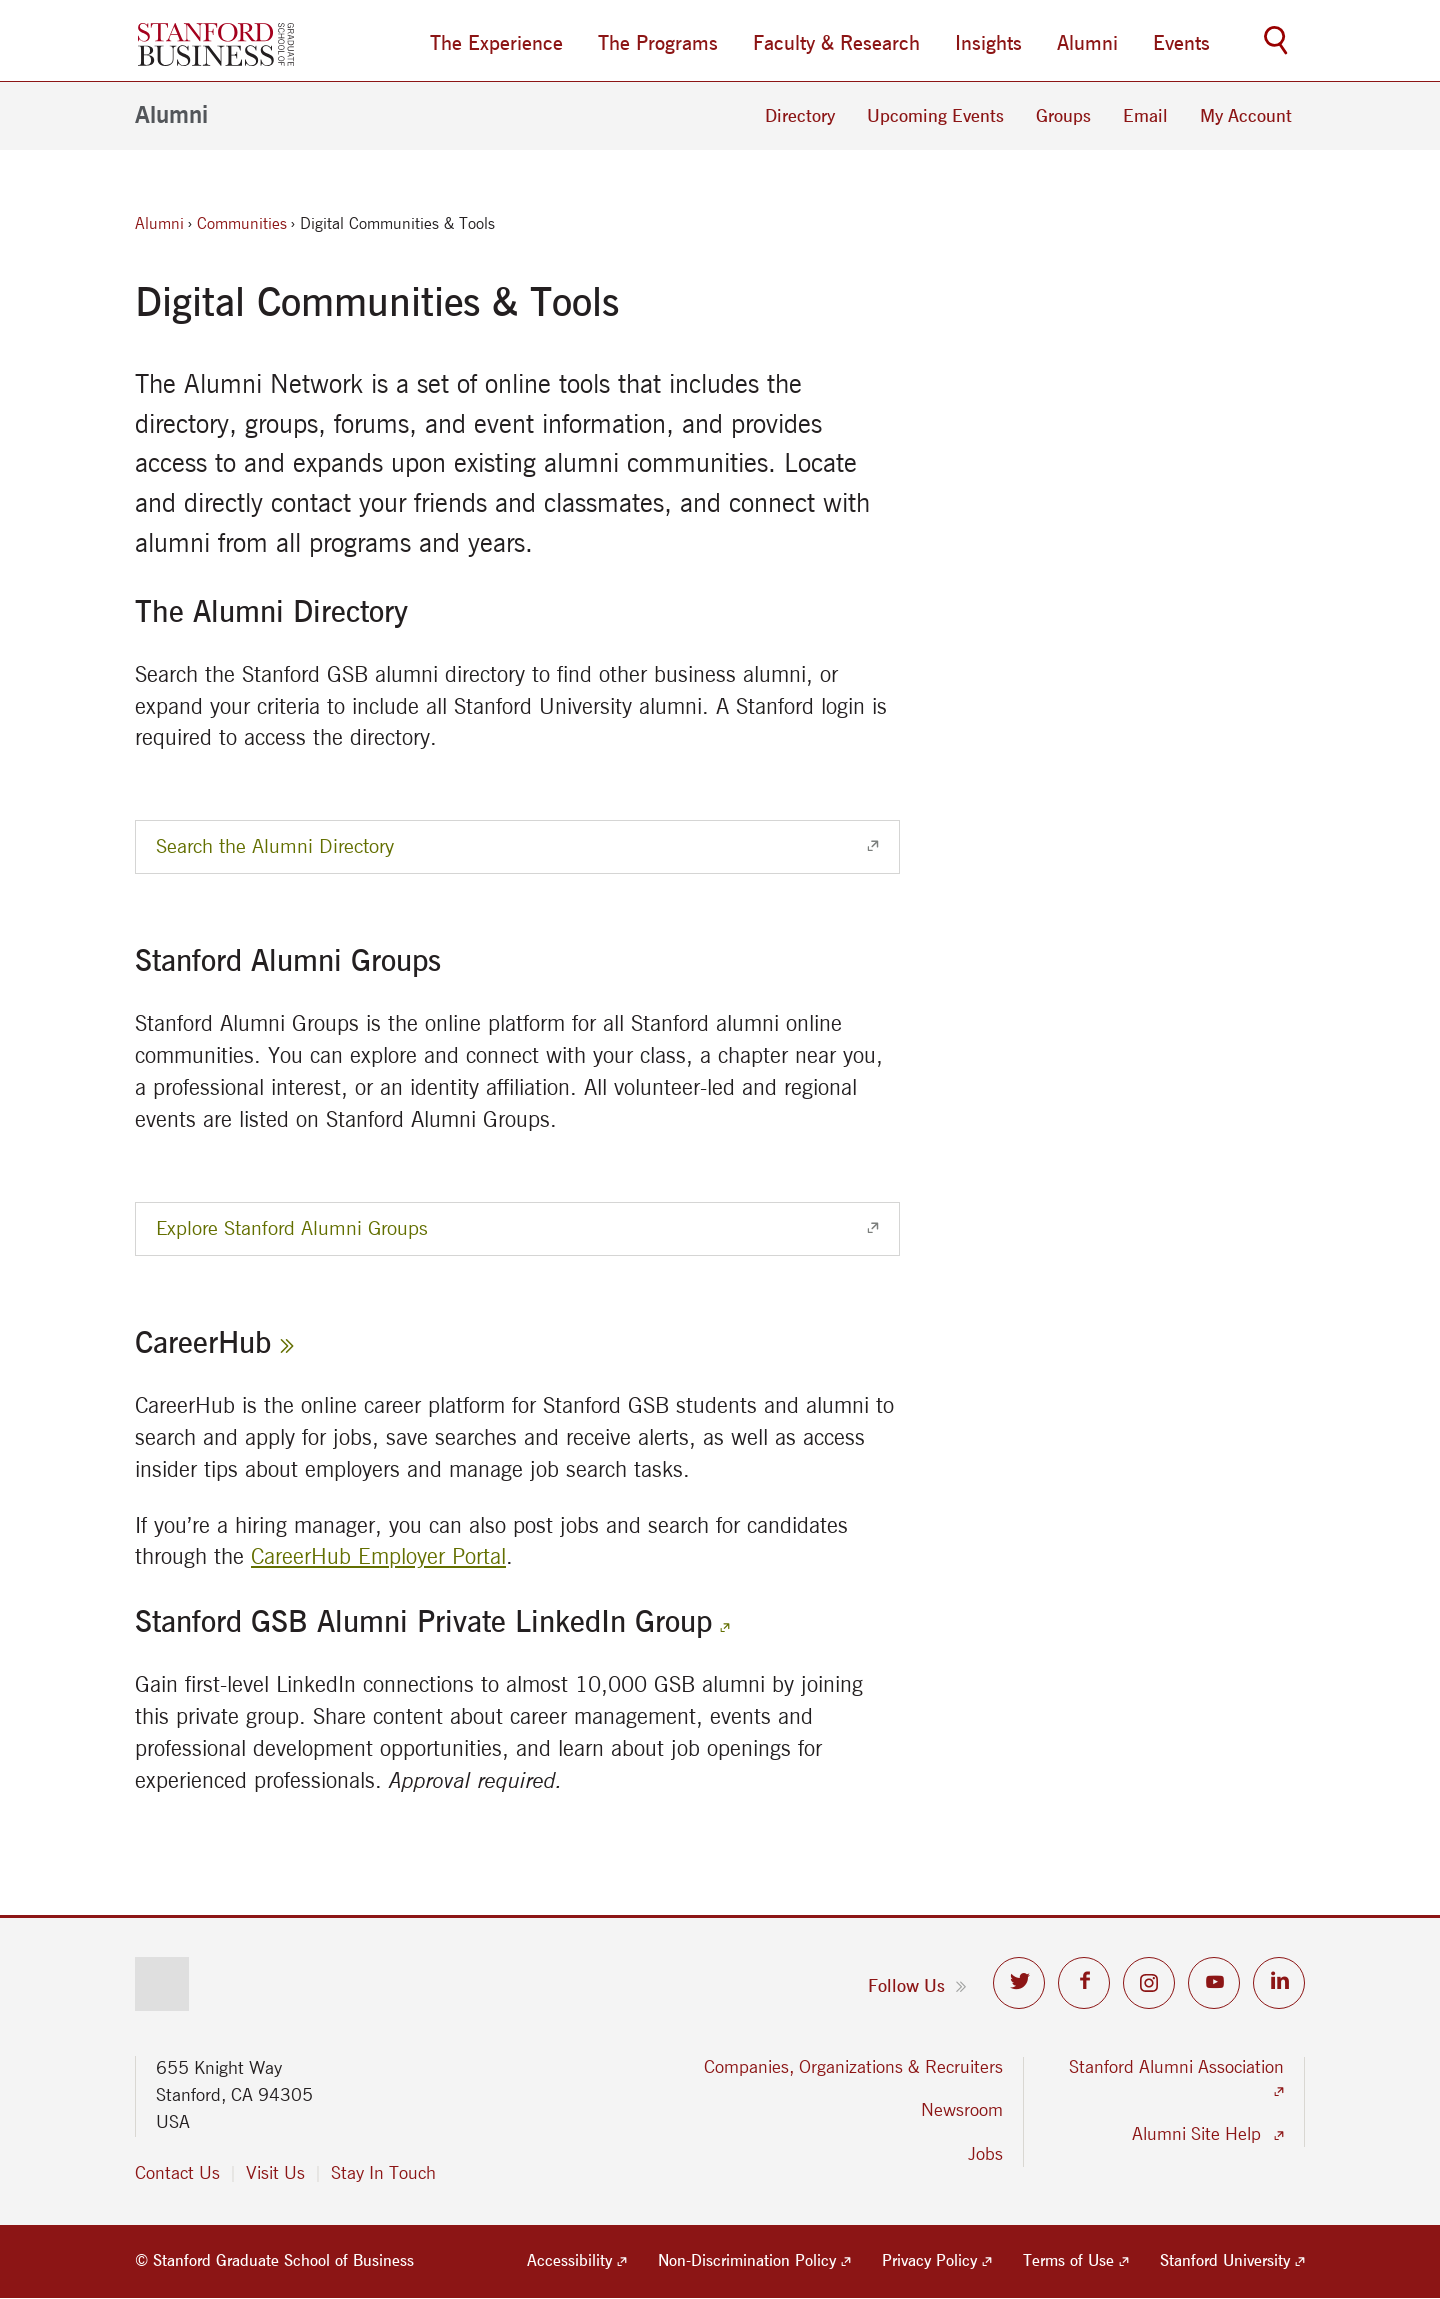 STANFORD
BUSINESS
GRADUATE
SCHOOL OF
The Experience
The Programs
Faculty & Research
Insights
Alumni
Events
Alumni
Directory
Upcoming Events
Groups
Email
My Account
Alumni › Communities › Digital Communities & Tools
Digital Communities & Tools
The Alumni Network is a set of online tools that includes the
directory, groups, forums, and event information, and provides
access to and expands upon existing alumni communities. Locate
and directly contact your friends and classmates, and connect with
alumni from all programs and years.
The Alumni Directory
Search the Stanford GSB alumni directory to find other business alumni, or
expand your criteria to include all Stanford University alumni. A Stanford login is
required to access the directory.
Search the Alumni Directory
Stanford Alumni Groups
Stanford Alumni Groups is the online platform for all Stanford alumni online
communities. You can explore and connect with your class, a chapter near you,
a professional interest, or an identity affiliation. All volunteer-led and regional
events are listed on Stanford Alumni Groups.
Explore Stanford Alumni Groups
CareerHub »
CareerHub is the online career platform for Stanford GSB students and alumni to
search and apply for jobs, save searches and receive alerts, as well as access
insider tips about employers and manage job search tasks.
If you’re a hiring manager, you can also post jobs and search for candidates
through the CareerHub Employer Portal.
Stanford GSB Alumni Private LinkedIn Group
Gain first-level LinkedIn connections to almost 10,000 GSB alumni by joining
this private group. Share content about career management, events and
professional development opportunities, and learn about job openings for
experienced professionals. Approval required.
Follow Us »
655 Knight Way
Stanford, CA 94305
USA
Contact Us | Visit Us | Stay In Touch
Companies, Organizations & Recruiters
Newsroom
Jobs
Stanford Alumni Association
Alumni Site Help
© Stanford Graduate School of Business
Accessibility
Non-Discrimination Policy
Privacy Policy
Terms of Use
Stanford University